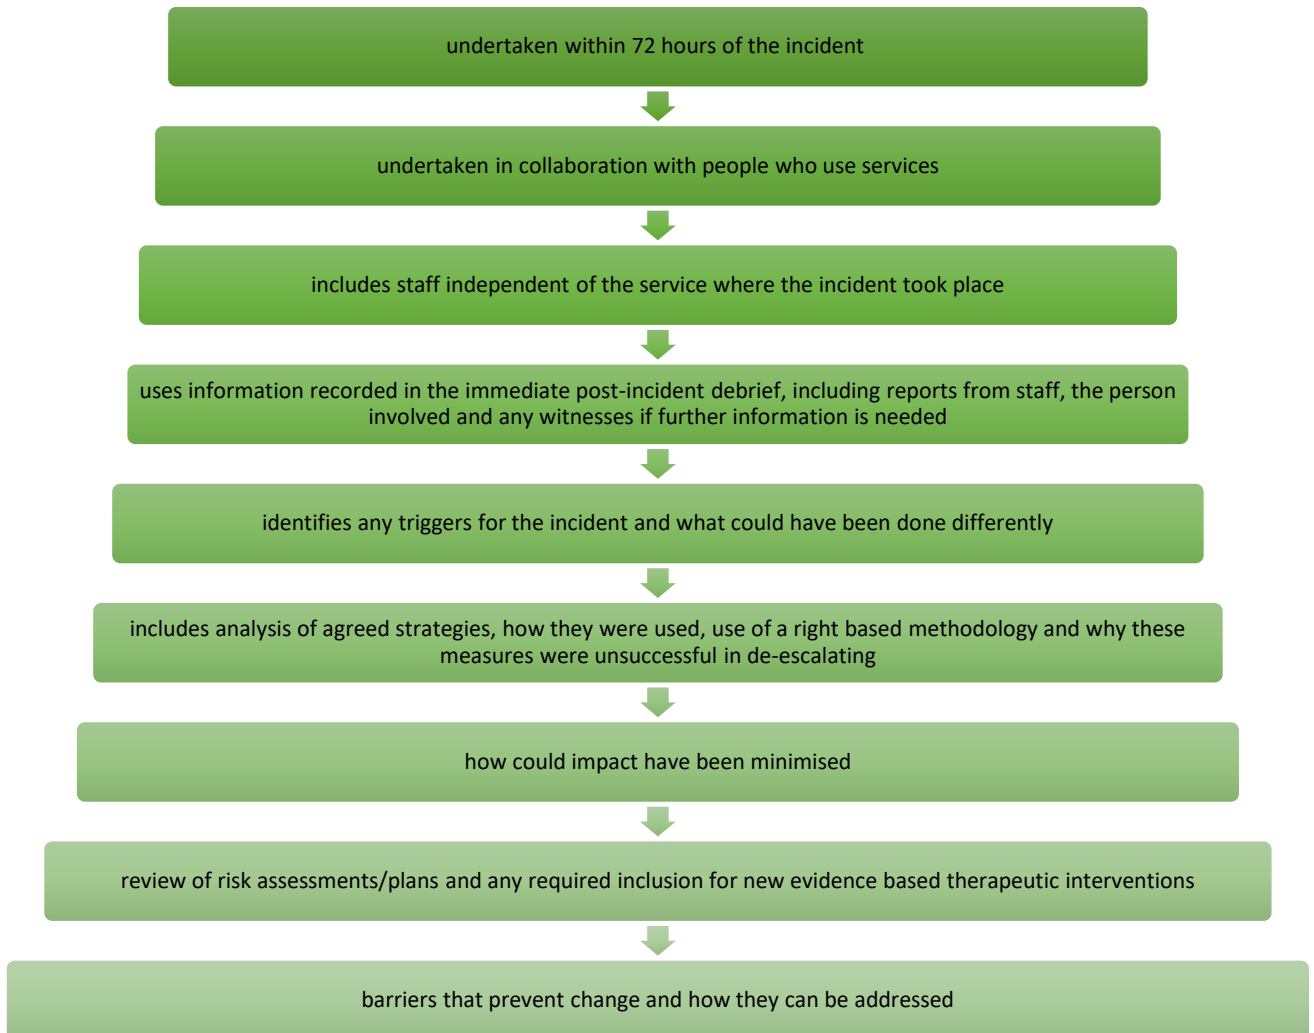 undertaken within 72 hours of the incident
undertaken in collaboration with people who use services
includes staff independent of the service where the incident took place
uses information recorded in the immediate post-incident debrief, including reports from staff, the person
involved and any witnesses if further information is needed
identifies any triggers for the incident and what could have been done differently
includes analysis of agreed strategies, how they were used, use of a right based methodology and why these
measures were unsuccessful in de-escalating
how could impact have been minimised
review of risk assessments/plans and any required inclusion for new evidence based therapeutic interventions
barriers that prevent change and how they can be addressed